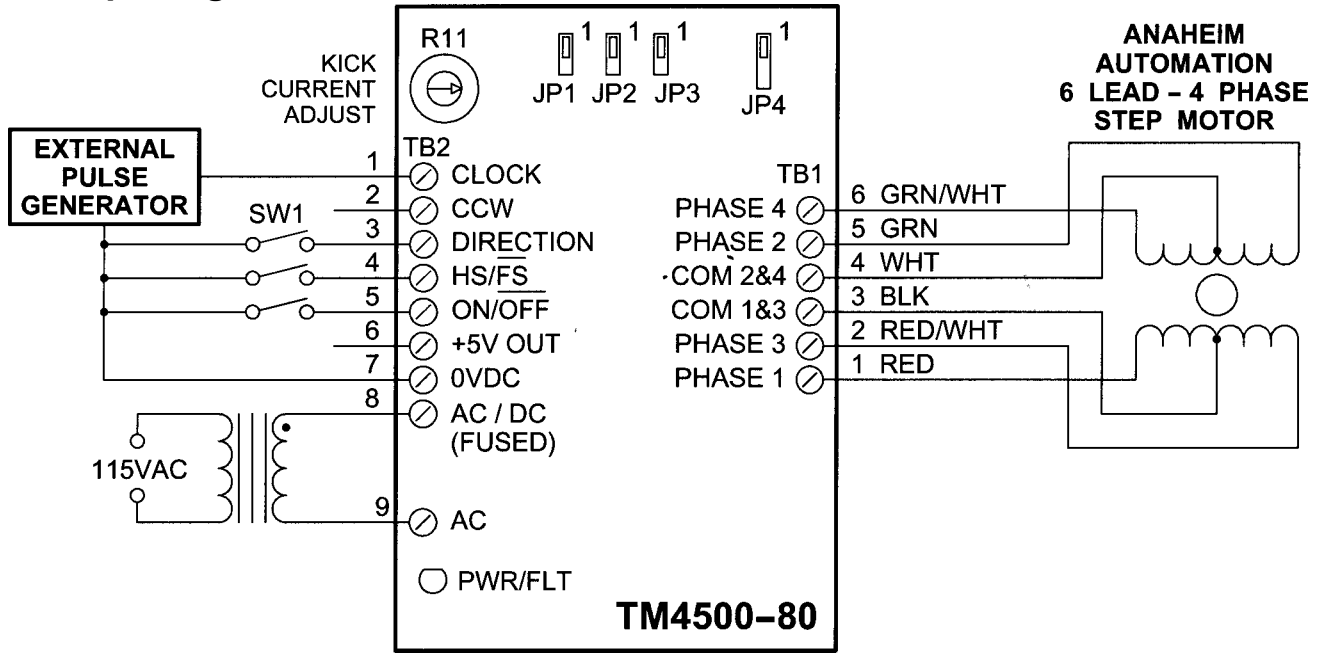 R11
KICK
CURRENT
ADJUST
1 1 1 1
JP1 JP2 JP3 JP4
ANAHEIM
AUTOMATION
6 LEAD – 4 PHASE
STEP MOTOR
EXTERNAL
PULSE
GENERATOR
SW1
TB2
1 CLOCK
2 CCW
3 DIRECTION
4 HS/FS
5 ON/OFF
6 +5V OUT
7 0VDC
8 AC / DC
(FUSED)
115VAC
9 AC
PWR/FLT
TB1
PHASE 4 6 GRN/WHT
PHASE 2 5 GRN
COM 2&4 4 WHT
COM 1&3 3 BLK
PHASE 3 2 RED/WHT
PHASE 1 1 RED
TM4500–80